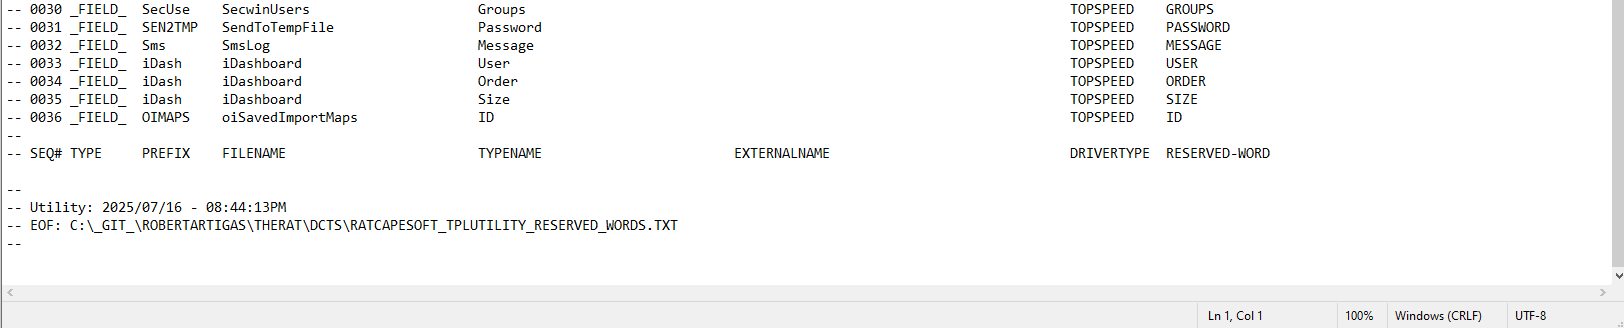 -- 0030 _FIELD_  SecUse    SecwinUsers                     Groups                                                                    TOPSPEED    GROUPS
-- 0031 _FIELD_  SEN2TMP   SendToTempFile                  Password                                                                  TOPSPEED    PASSWORD
-- 0032 _FIELD_  Sms       SmsLog                          Message                                                                   TOPSPEED    MESSAGE
-- 0033 _FIELD_  iDash     iDashboard                      User                                                                      TOPSPEED    USER
-- 0034 _FIELD_  iDash     iDashboard                      Order                                                                     TOPSPEED    ORDER
-- 0035 _FIELD_  iDash     iDashboard                      Size                                                                      TOPSPEED    SIZE
-- 0036 _FIELD_  OIMAPS    oiSavedImportMaps               ID                                                                        TOPSPEED    ID
--
-- SEQ# TYPE     PREFIX    FILENAME                        TYPENAME                        EXTERNALNAME                              DRIVERTYPE  RESERVED-WORD
--
-- Utility: 2025/07/16 - 08:44:13PM
-- EOF: C:\_GIT_\ROBERTARTIGAS\THERAT\DCTS\RATCAPESOFT_TPLUTILITY_RESERVED_WORDS.TXT
--
Ln 1, Col 1    100%    Windows (CRLF)    UTF-8